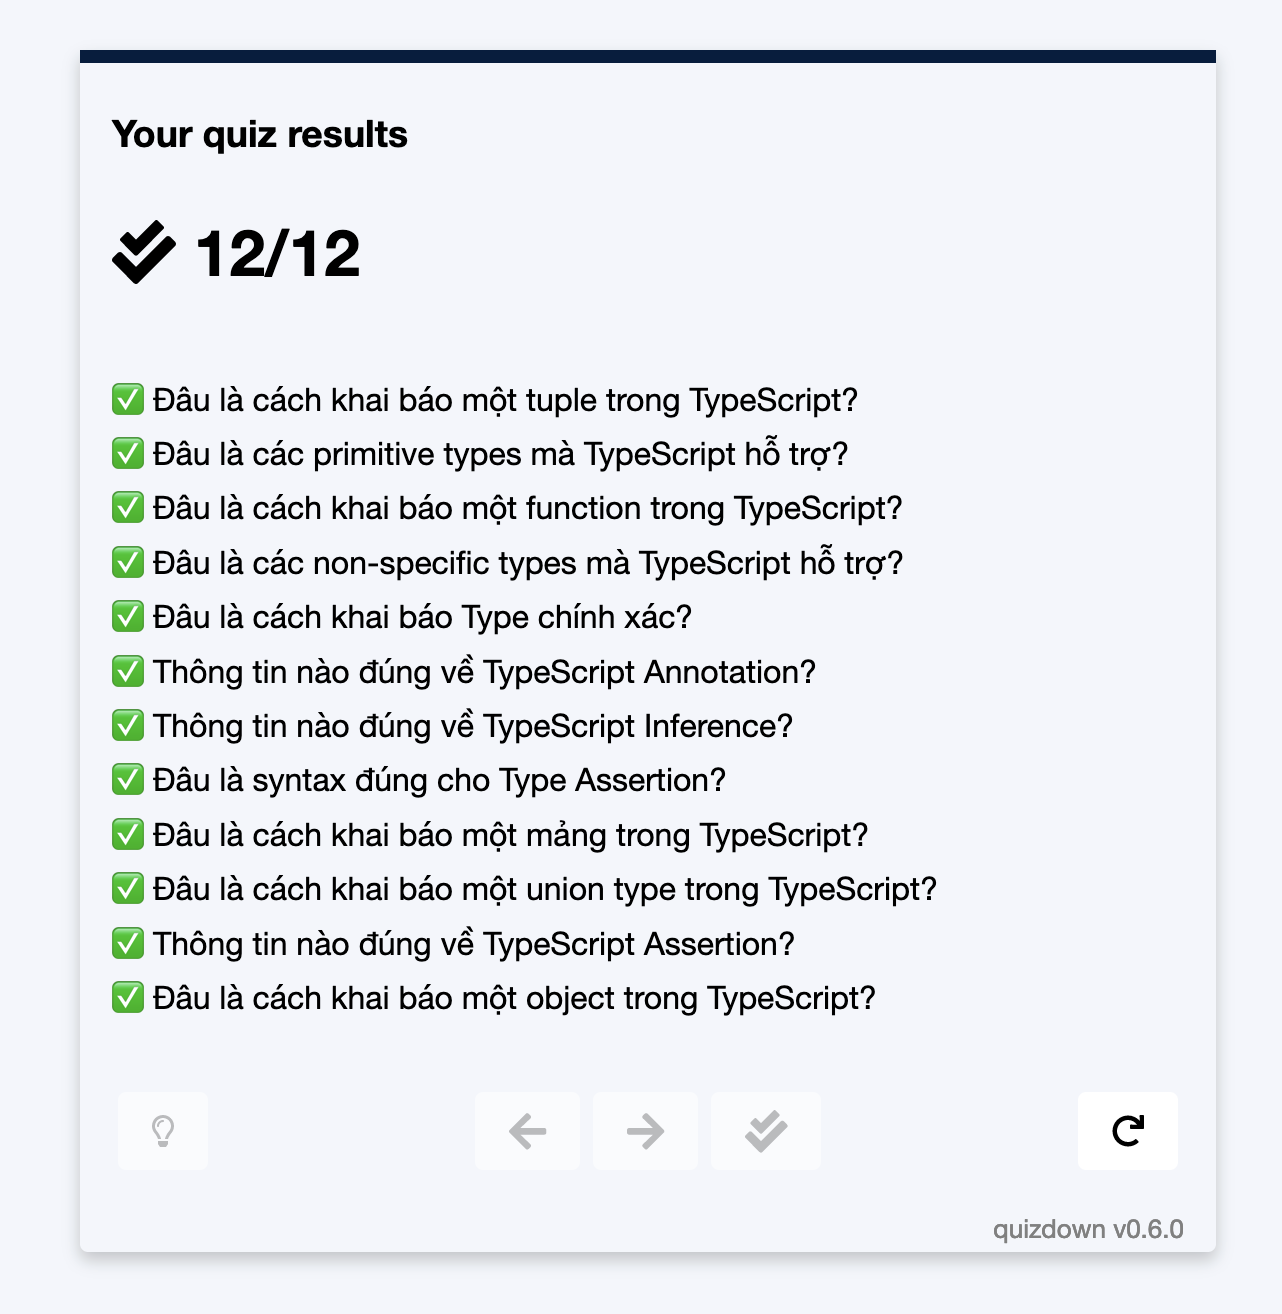 Your quiz results
12/12
Đâu là cách khai báo một tuple trong TypeScript?
Đâu là các primitive types mà TypeScript hỗ trợ?
Đâu là cách khai báo một function trong TypeScript?
Đâu là các non-specific types mà TypeScript hỗ trợ?
Đâu là cách khai báo Type chính xác?
Thông tin nào đúng về TypeScript Annotation?
Thông tin nào đúng về TypeScript Inference?
Đâu là syntax đúng cho Type Assertion?
Đâu là cách khai báo một mảng trong TypeScript?
Đâu là cách khai báo một union type trong TypeScript?
Thông tin nào đúng về TypeScript Assertion?
Đâu là cách khai báo một object trong TypeScript?
quizdown v0.6.0